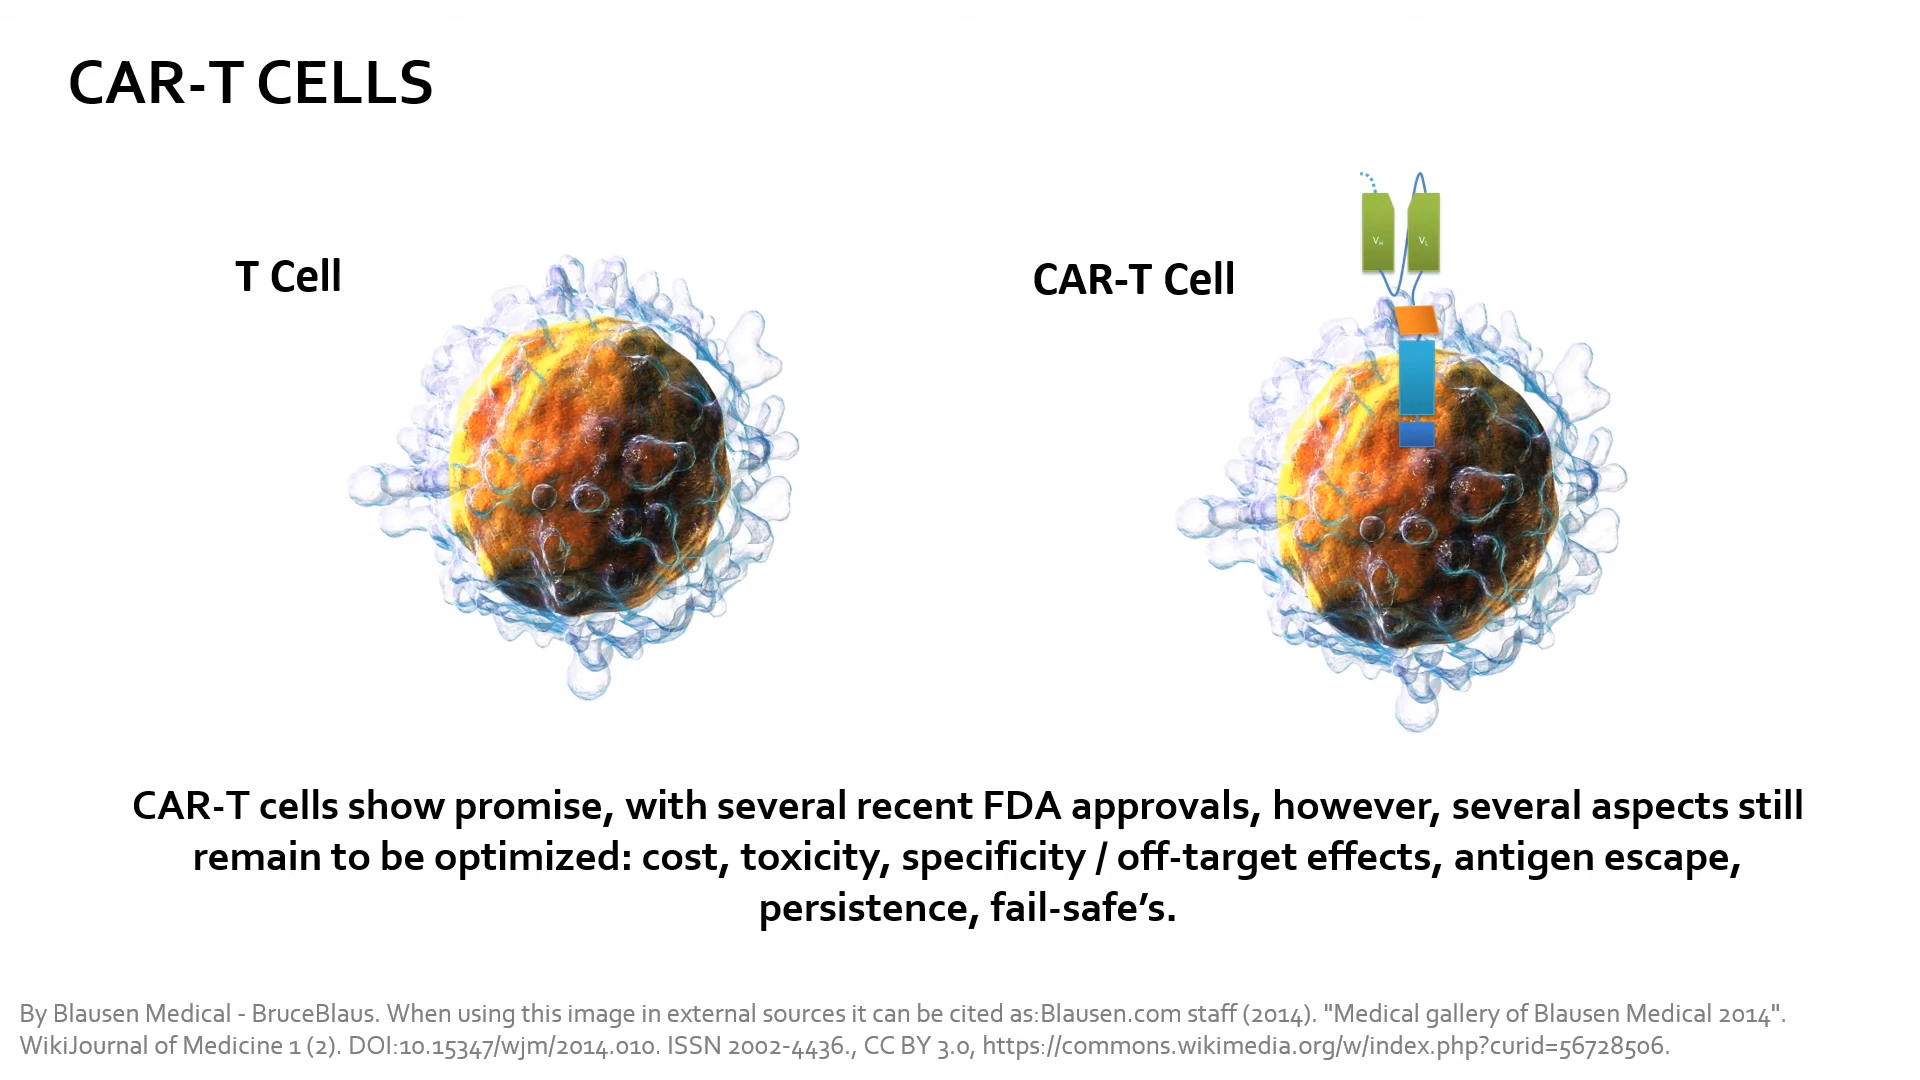 CAR-T CELLS
T Cell
CAR-T Cell
V_H V_L
CAR-T cells show promise, with several recent FDA approvals, however, several aspects still
remain to be optimized: cost, toxicity, specificity / off-target effects, antigen escape,
persistence, fail-safe’s.
By Blausen Medical - BruceBlaus. When using this image in external sources it can be cited as:Blausen.com staff (2014). "Medical gallery of Blausen Medical 2014".
WikiJournal of Medicine 1 (2). DOI:10.15347/wjm/2014.010. ISSN 2002-4436., CC BY 3.0, https://commons.wikimedia.org/w/index.php?curid=56728506.